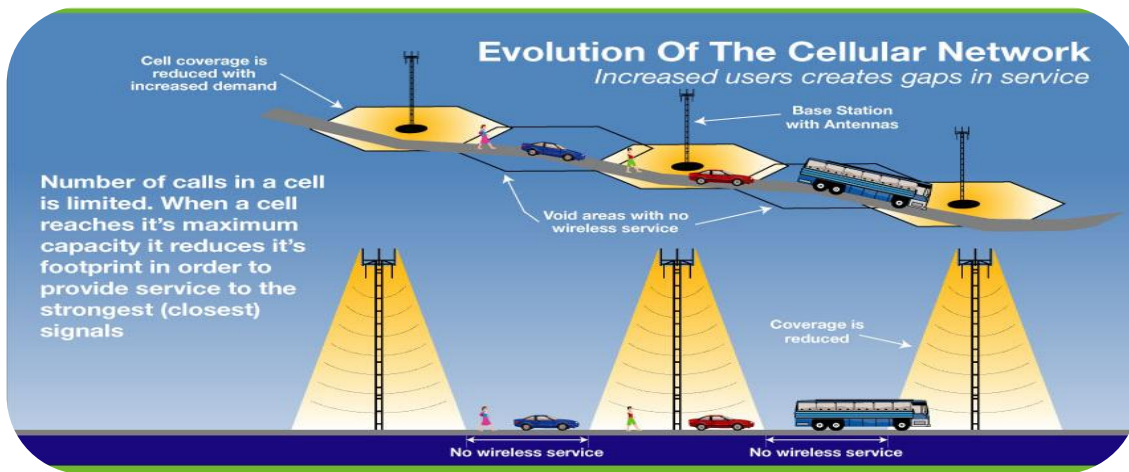 Evolution Of The Cellular Network
Increased users creates gaps in service
Cell coverage is
reduced with
increased demand
Base Station
with Antennas
Number of calls in a cell
is limited. When a cell
reaches it's maximum
capacity it reduces it's
footprint in order to
provide service to the
strongest (closest)
signals
Void areas with no
wireless service
Coverage is
reduced
No wireless service
No wireless service